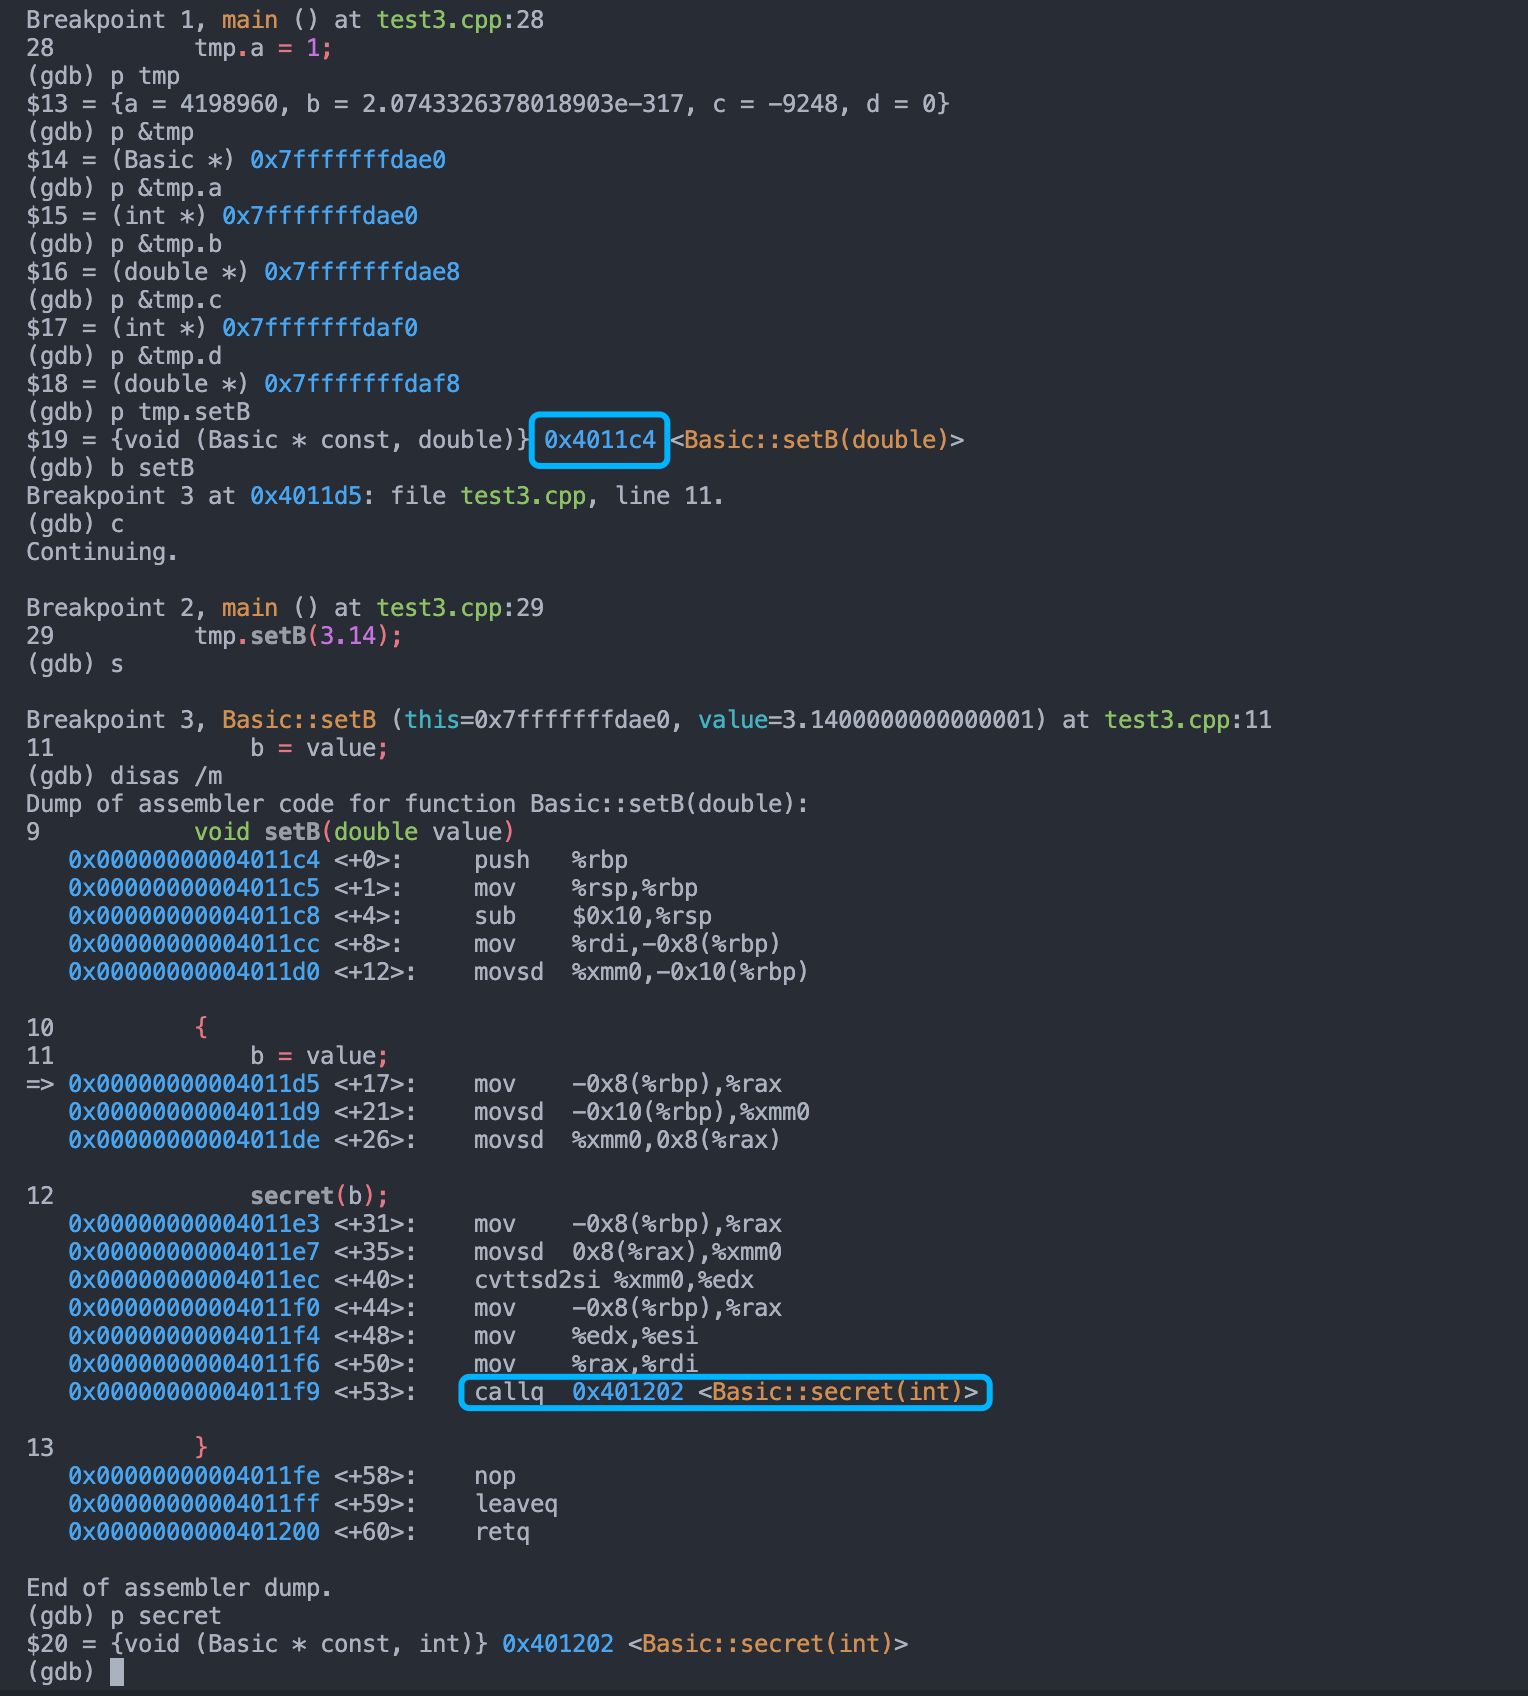 Breakpoint 1, main () at test3.cpp:28
28          tmp.a = 1;
(gdb) p tmp
$13 = {a = 4198960, b = 2.0743326378018903e-317, c = -9248, d = 0}
(gdb) p &tmp
$14 = (Basic *) 0x7fffffffdae0
(gdb) p &tmp.a
$15 = (int *) 0x7fffffffdae0
(gdb) p &tmp.b
$16 = (double *) 0x7fffffffdae8
(gdb) p &tmp.c
$17 = (int *) 0x7fffffffdaf0
(gdb) p &tmp.d
$18 = (double *) 0x7fffffffdaf8
(gdb) p tmp.setB
$19 = {void (Basic * const, double)} 0x4011c4 <Basic::setB(double)>
(gdb) b setB
Breakpoint 3 at 0x4011d5: file test3.cpp, line 11.
(gdb) c
Continuing.

Breakpoint 2, main () at test3.cpp:29
29          tmp.setB(3.14);
(gdb) s

Breakpoint 3, Basic::setB (this=0x7fffffffdae0, value=3.1400000000000001) at test3.cpp:11
11              b = value;
(gdb) disas /m
Dump of assembler code for function Basic::setB(double):
9           void setB(double value)
   0x00000000004011c4 <+0>:     push   %rbp
   0x00000000004011c5 <+1>:     mov    %rsp,%rbp
   0x00000000004011c8 <+4>:     sub    $0x10,%rsp
   0x00000000004011cc <+8>:     mov    %rdi,-0x8(%rbp)
   0x00000000004011d0 <+12>:    movsd  %xmm0,-0x10(%rbp)

10          {
11              b = value;
=> 0x00000000004011d5 <+17>:    mov    -0x8(%rbp),%rax
   0x00000000004011d9 <+21>:    movsd  -0x10(%rbp),%xmm0
   0x00000000004011de <+26>:    movsd  %xmm0,0x8(%rax)

12              secret(b);
   0x00000000004011e3 <+31>:    mov    -0x8(%rbp),%rax
   0x00000000004011e7 <+35>:    movsd  0x8(%rax),%xmm0
   0x00000000004011ec <+40>:    cvttsd2si %xmm0,%edx
   0x00000000004011f0 <+44>:    mov    -0x8(%rbp),%rax
   0x00000000004011f4 <+48>:    mov    %edx,%esi
   0x00000000004011f6 <+50>:    mov    %rax,%rdi
   0x00000000004011f9 <+53>:    callq  0x401202 <Basic::secret(int)>

13          }
   0x00000000004011fe <+58>:    nop
   0x00000000004011ff <+59>:    leaveq
   0x0000000000401200 <+60>:    retq

End of assembler dump.
(gdb) p secret
$20 = {void (Basic * const, int)} 0x401202 <Basic::secret(int)>
(gdb)